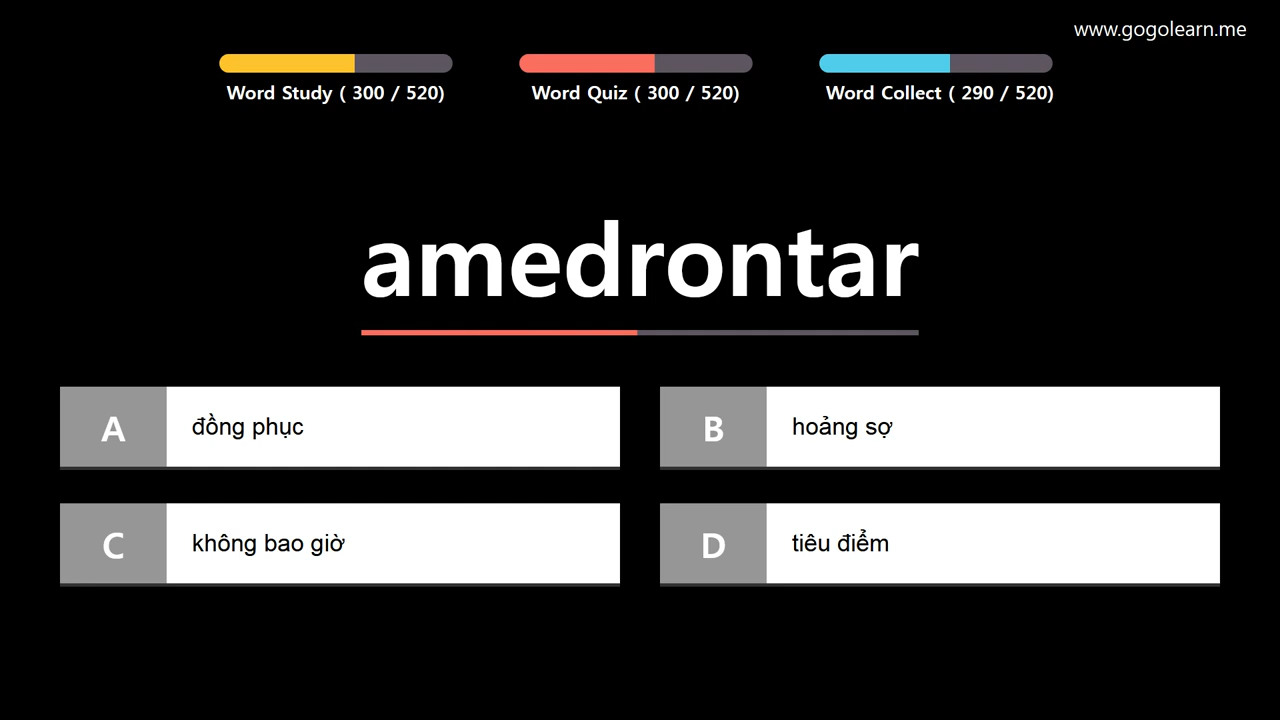 www.gogolearn.me
Word Study ( 300 / 520)
Word Quiz ( 300 / 520)
Word Collect ( 290 / 520)
amedrontar
A đồng phục
B hoảng sợ
C không bao giờ
D tiêu điểm